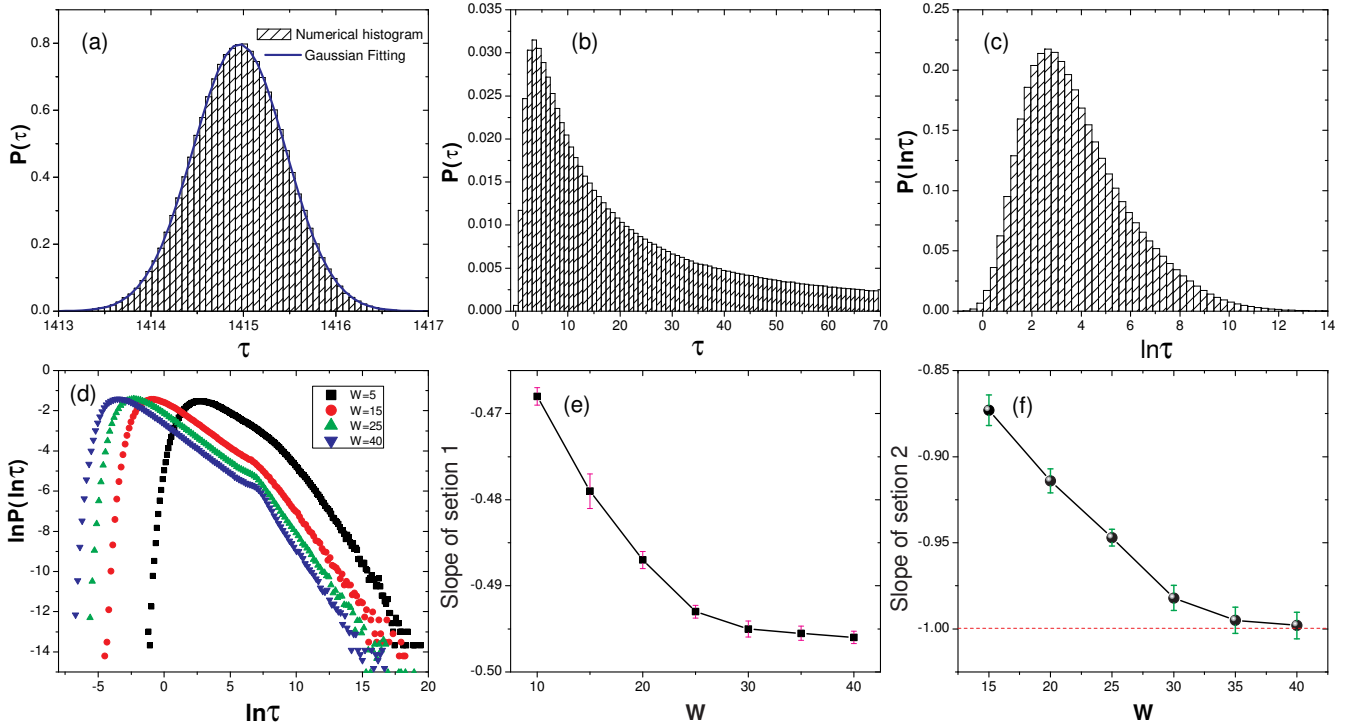 (a)
Numerical histogram
Gaussian Fitting
P(τ)
0.8
0.6
0.4
0.2
0.0
1413 1414 1415 1416 1417
τ
(b)
P(τ)
0.035
0.030
0.025
0.020
0.015
0.010
0.005
0.000
0 10 20 30 40 50 60 70
τ
(c)
P(lnτ)
0.25
0.20
0.15
0.10
0.05
0.00
0 2 4 6 8 10 12 14
lnτ
(d)
W=5
W=15
W=25
W=40
lnP(lnτ)
0
-2
-4
-6
-8
-10
-12
-14
-5 0 5 10 15 20
lnτ
(e)
Slope of setion 1
-0.47
-0.48
-0.49
-0.50
10 20 30 40
W
(f)
Slope of setion 2
-0.85
-0.90
-0.95
-1.00
15 20 25 30 35 40
W